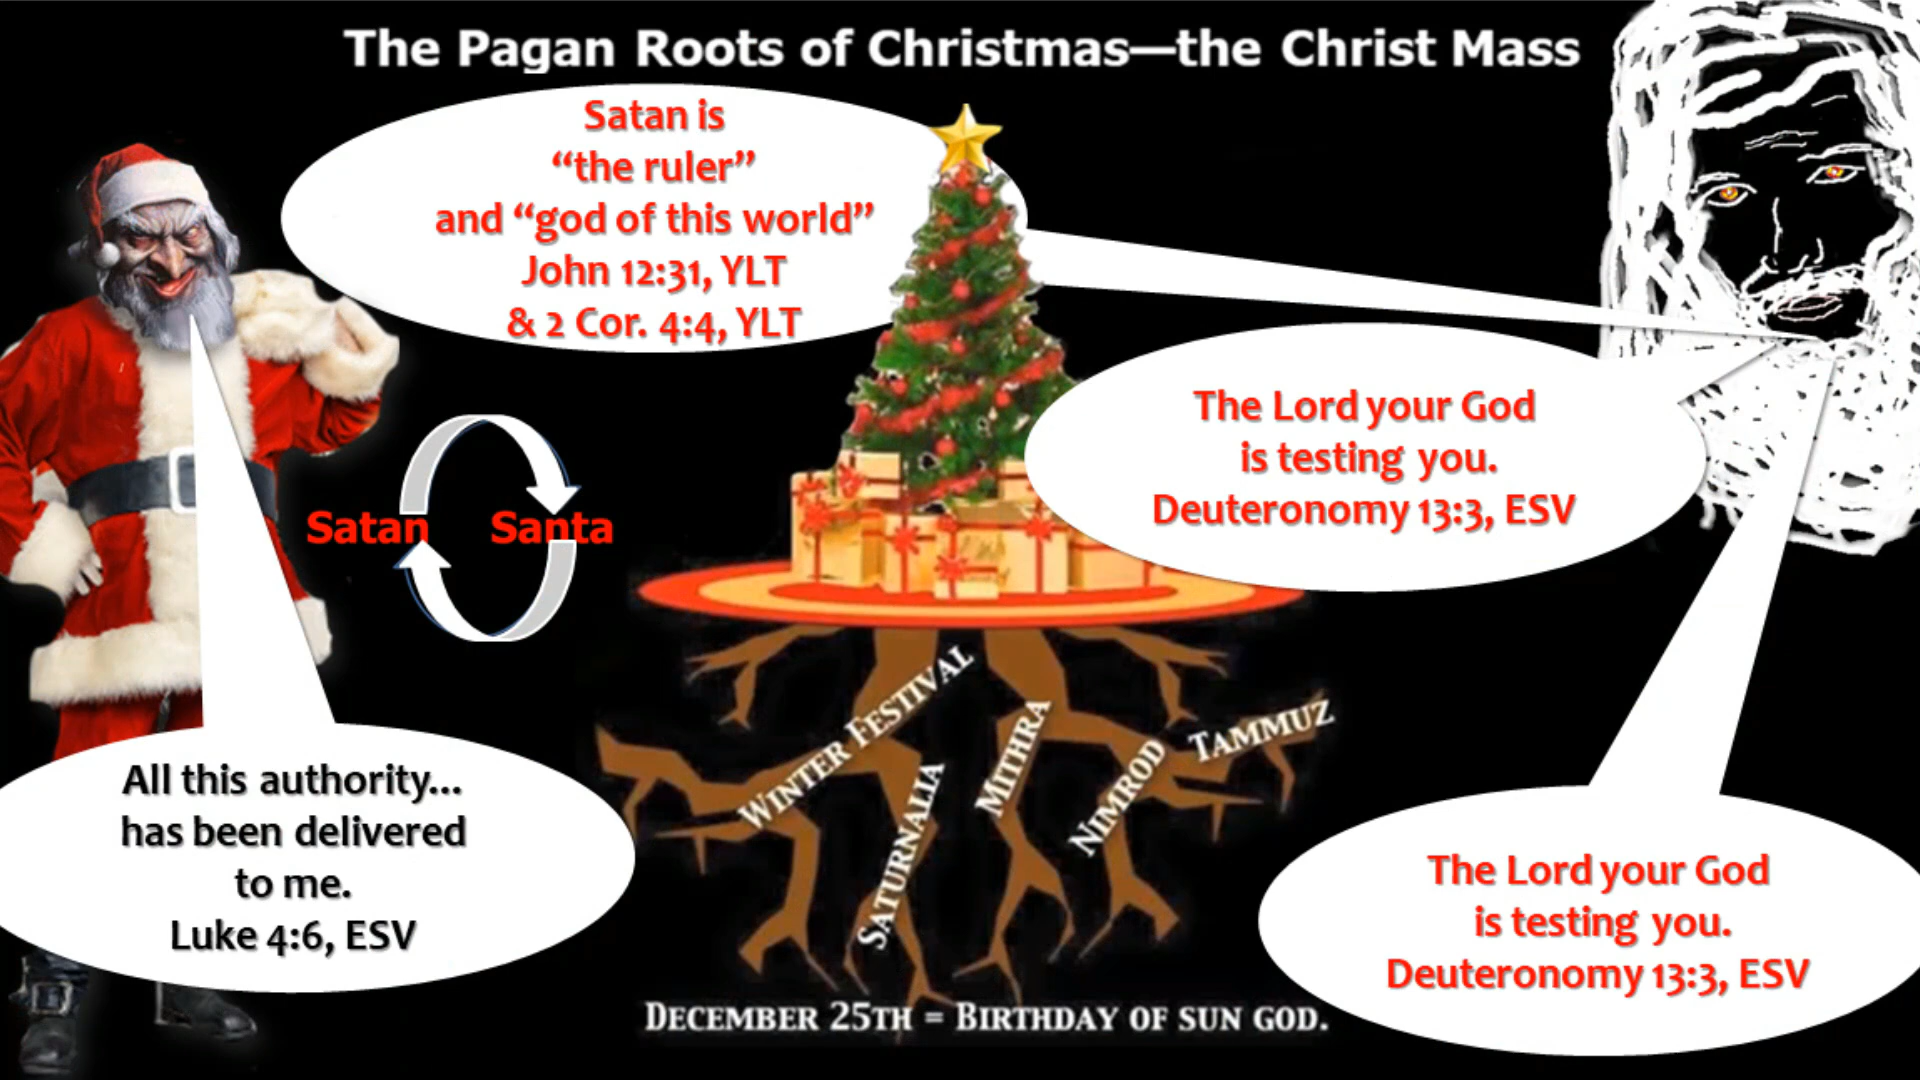 The Pagan Roots of Christmas—the Christ Mass
Satan is
“the ruler”
and “god of this world”
John 12:31, YLT
& 2 Cor. 4:4, YLT
The Lord your God
is testing you.
Deuteronomy 13:3, ESV
Satan Santa
WINTER FESTIVAL
SATURNALIA
MITHRA
NIMROD
TAMMUZ
All this authority...
has been delivered
to me.
Luke 4:6, ESV
The Lord your God
is testing you.
Deuteronomy 13:3, ESV
DECEMBER 25TH = BIRTHDAY OF SUN GOD.